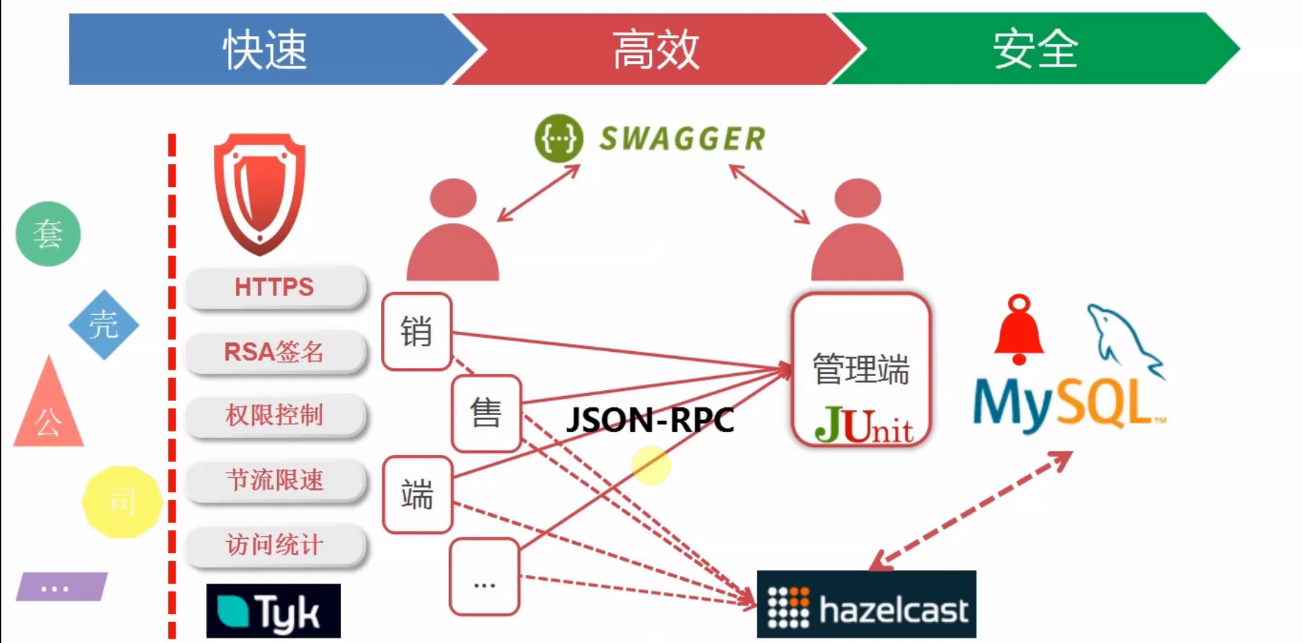 快速
高效
安全
SWAGGER
套
壳
公
司
...
HTTPS
RSA签名
权限控制
节流限速
访问统计
Tyk
销
售
端
...
JSON-RPC
管理端
JUnit
MySQL™
hazelcast